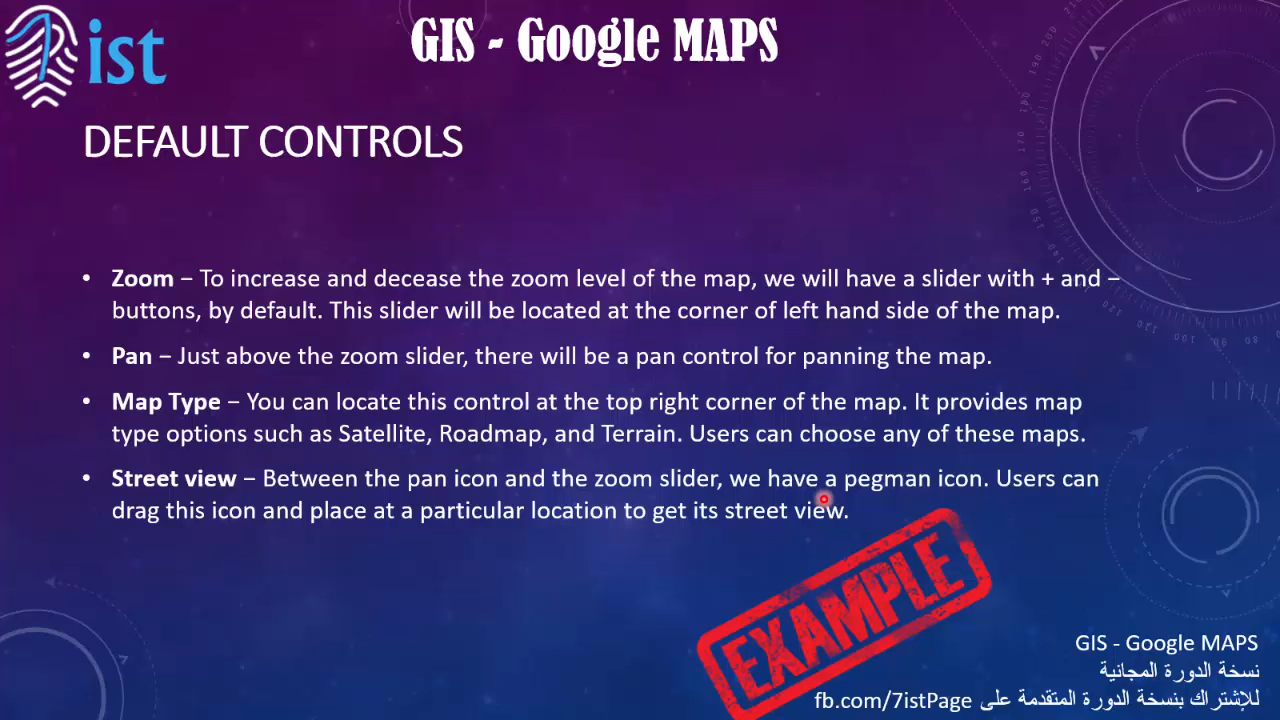 7ist
GIS - Google MAPS
DEFAULT CONTROLS
• Zoom – To increase and decease the zoom level of the map, we will have a slider with + and –
buttons, by default. This slider will be located at the corner of left hand side of the map.
• Pan – Just above the zoom slider, there will be a pan control for panning the map.
• Map Type – You can locate this control at the top right corner of the map. It provides map
type options such as Satellite, Roadmap, and Terrain. Users can choose any of these maps.
• Street view – Between the pan icon and the zoom slider, we have a pegman icon. Users can
drag this icon and place at a particular location to get its street view.
EXAMPLE
GIS - Google MAPS
نسخة الدورة المجانية
للإشتراك بنسخة الدورة المتقدمة على fb.com/7istPage